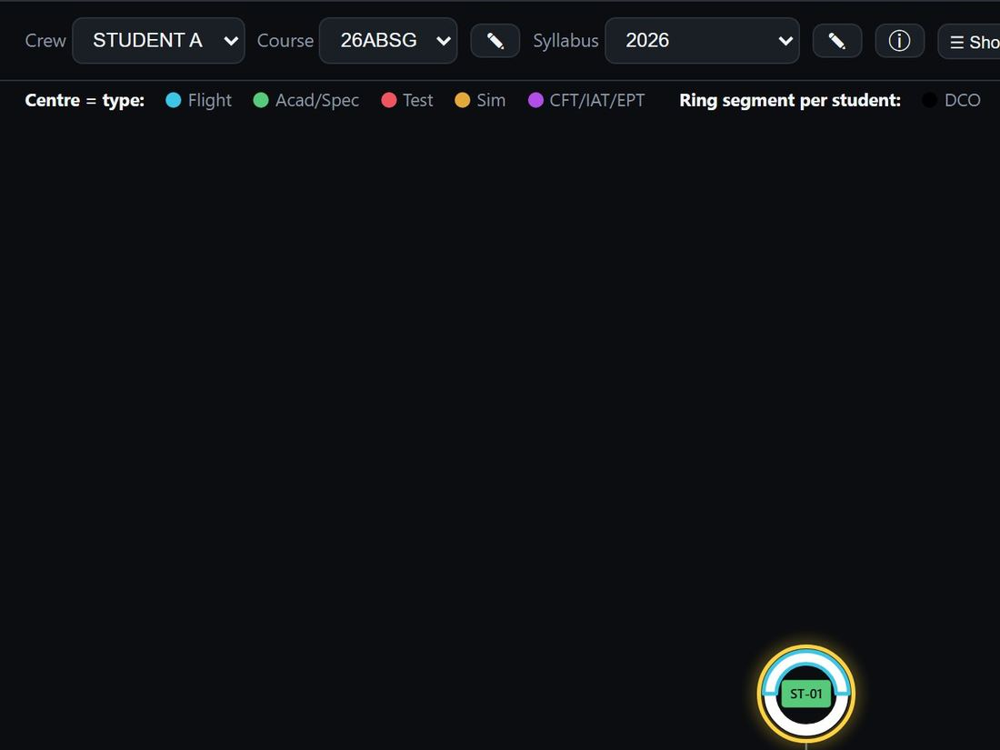 Crew STUDENT A Course 26ABSG Syllabus 2026 ☰ Sho
Centre = type: Flight Acad/Spec Test Sim CFT/IAT/EPT Ring segment per student: DCO
ST-01